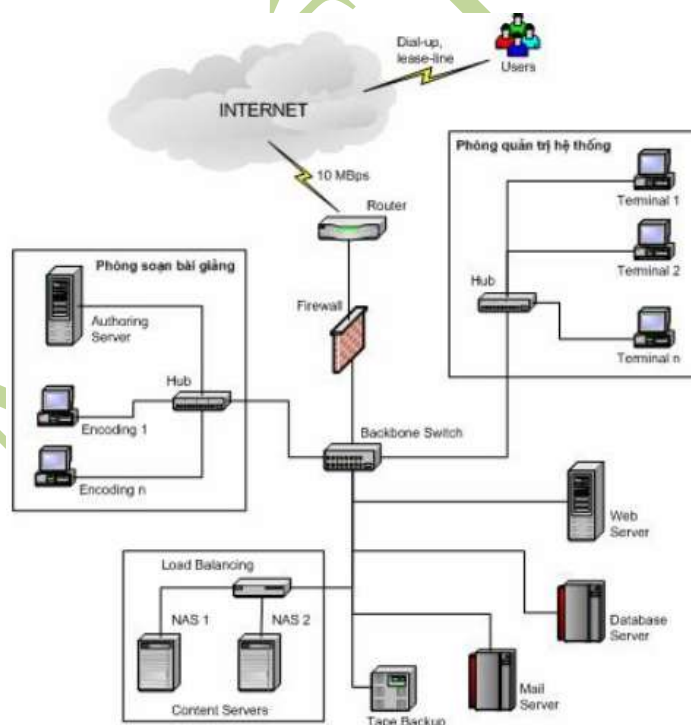 Dial-up,
lease-line
Users
INTERNET
10 MBps
Router
Phòng quản trị hệ thống
Terminal 1
Terminal 2
Hub
Terminal n
Phòng soạn bài giảng
Authoring
Server
Firewall
Hub
Encoding 1
Encoding n
Backbone Switch
Web
Server
Load Balancing
NAS 1
NAS 2
Content Servers
Database
Server
Mail
Server
Tape Backup